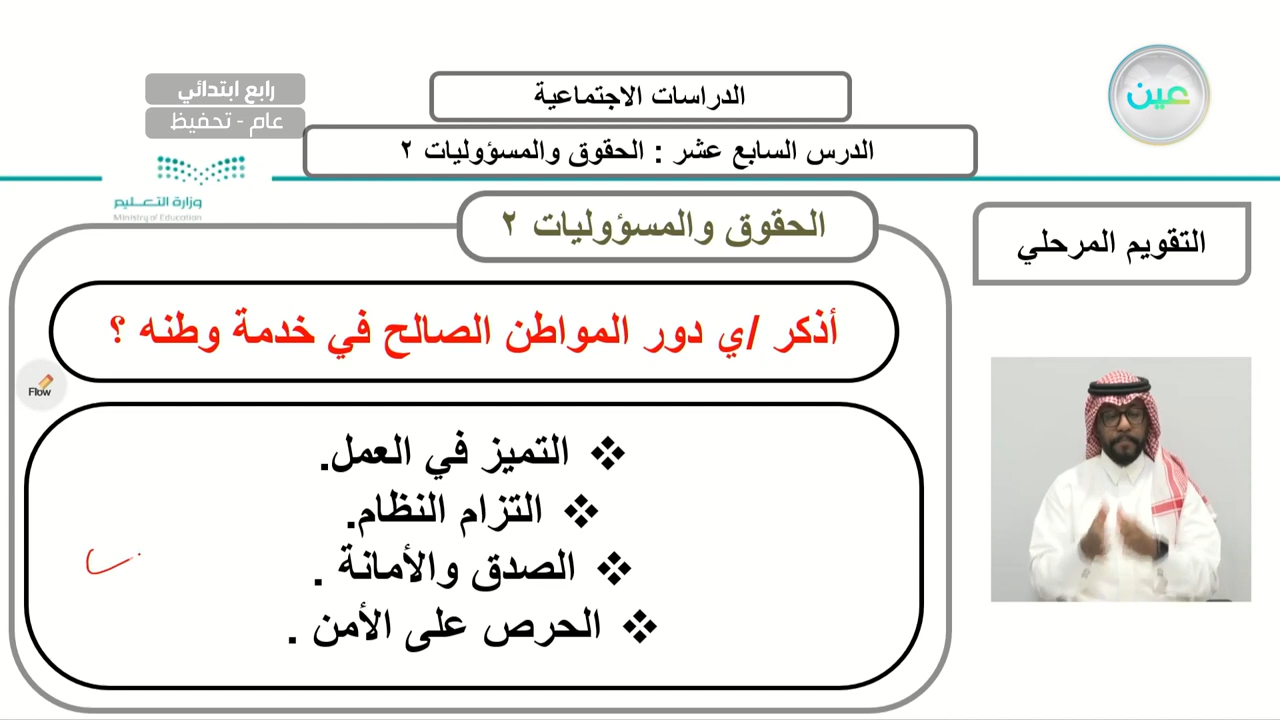 عين
رابع ابتدائي
عام - تحفيظ
وزارة التعليم
Ministry of Education
الدراسات الاجتماعية
الدرس السابع عشر : الحقوق والمسؤوليات ٢
الحقوق والمسؤوليات ٢
التقويم المرحلي
أذكر /ي دور المواطن الصالح في خدمة وطنه ؟
Flow
❖ التميز في العمل.
❖ التزام النظام.
❖ الصدق والأمانة .
❖ الحرص على الأمن .